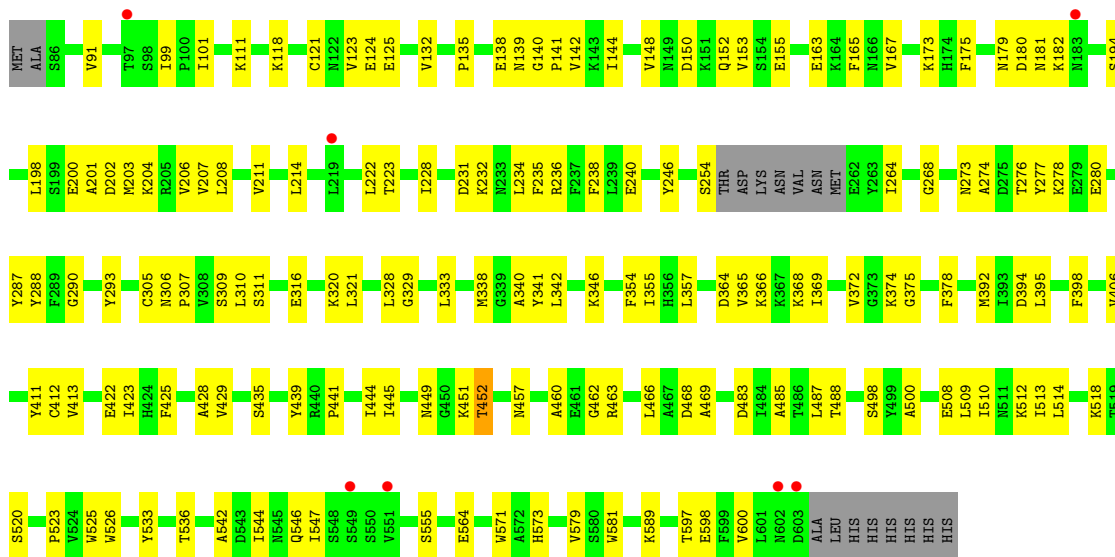 MET ALA S86 V91 T97 S98 I99 P100 I101 K111 K118 C121 N122 V123 E124 E125 V132 P135 E138 N139 G140 P141 V142 K143 I144 V148 N149 D150 K151 Q152 V153 S154 E155 E163 K164 F165 N166 V167 K173 H174 F175 N179 D180 N181 K182 N183 S194
L198 S199 E200 A201 D202 M203 K204 R205 V206 V207 L208 V211 L214 L219 L222 T223 I228 D231 K232 N233 L234 F235 R236 F237 F238 L239 E240 Y246 S254 THR ASP LYS ASN VAL ASN MET E262 Y263 I264 G268 N273 A274 D275 T276 Y277 K278 E279 E280
Y287 Y288 F289 G290 Y293 C305 N306 P307 V308 S309 L310 S311 E316 K320 L321 L328 G329 L333 M338 G339 A340 Y341 L342 K346 F354 I355 H356 L357 D364 V365 K366 K367 K368 I369 V372 G373 K374 G375 F378 M392 I393 D394 L395 F398 V406
Y411 C412 V413 E422 I423 H424 F425 A428 V429 S435 Y439 R440 P441 I444 I445 N449 G450 K451 T452 N457 A460 E461 G462 R463 L466 A467 D468 A469 D483 I484 A485 T486 L487 T488 S498 Y499 A500 E508 L509 I510 N511 K512 I513 L514 K518 T519
S520 P523 V524 W525 W526 Y533 T536 A542 D543 I544 N545 Q546 I547 S548 S549 S550 V551 S555 E564 W571 A572 H573 V579 S580 W581 K589 T597 E598 F599 V600 L601 N602 D603 ALA LEU HIS HIS HIS HIS HIS HIS